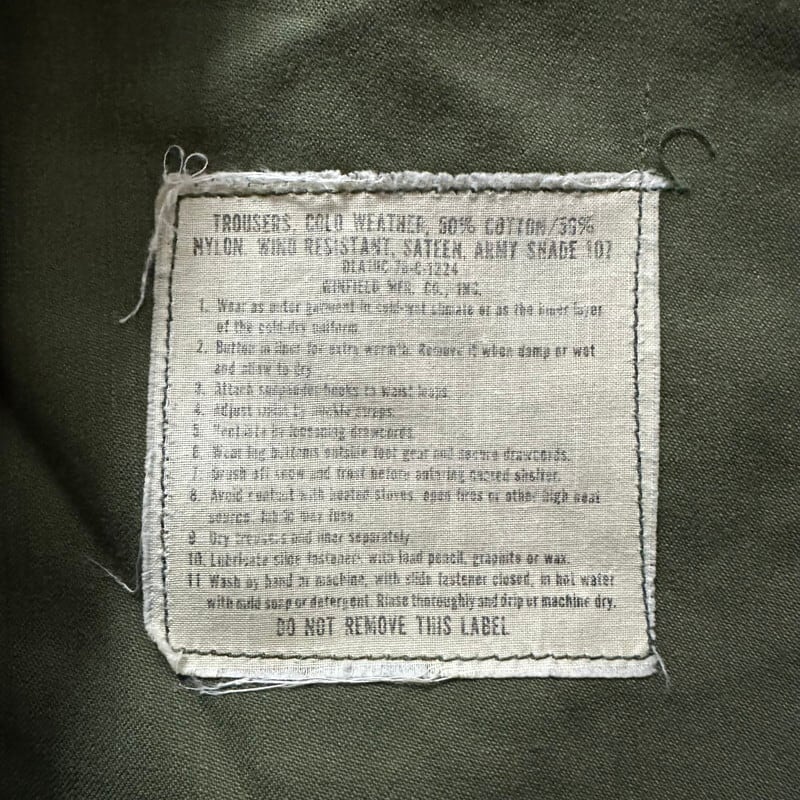 TROUSERS, COLD WEATHER, 50% COTTON/50%
NYLON, WIND RESISTANT, SATEEN, ARMY SHADE 107
C-1224
WINFIELD MFG. CO., INC.
1. Wear as outer garment in cold-wet climate or as the inner layer
of the cold-dry uniform.
2. Button in liner for extra warmth. Remove it when damp or wet
and allow to dry.
3. Attach suspender hooks to waist loops.
4. Adjust waist by buckle straps.
5. Ventilate by loosening drawcords.
6. Wear leg buttons outside foot gear and secure drawcords.
7. Brush off snow and frost before entering heated shelter.
8. Avoid contact with heated stoves, open fires or other high heat
source, fabric may fuse.
9. Dry trousers and liner separately.
10. Lubricate slide fasteners with lead pencil, graphite or wax.
11 Wash by hand or machine, with slide fastener closed, in hot water
with mild soap or detergent. Rinse thoroughly and drip or machine dry.
DO NOT REMOVE THIS LABEL